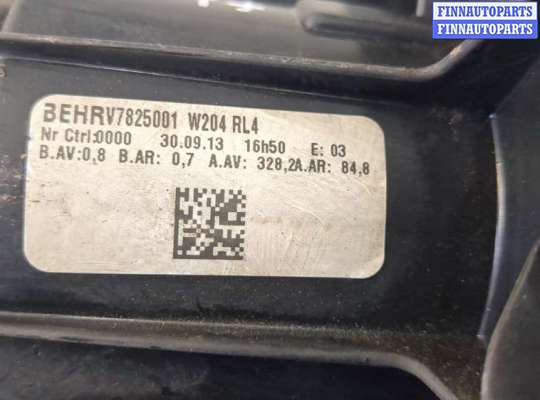 FINNAUTOPARTS
FINNAUTOPARTS
BEHRV7825001 W204 RL4
Nr Ctrl:0000 30.09.13 16h50 E: 03
B.AV:0,8 B.AR: 0,7 A.AV: 328,2A.AR: 84,8